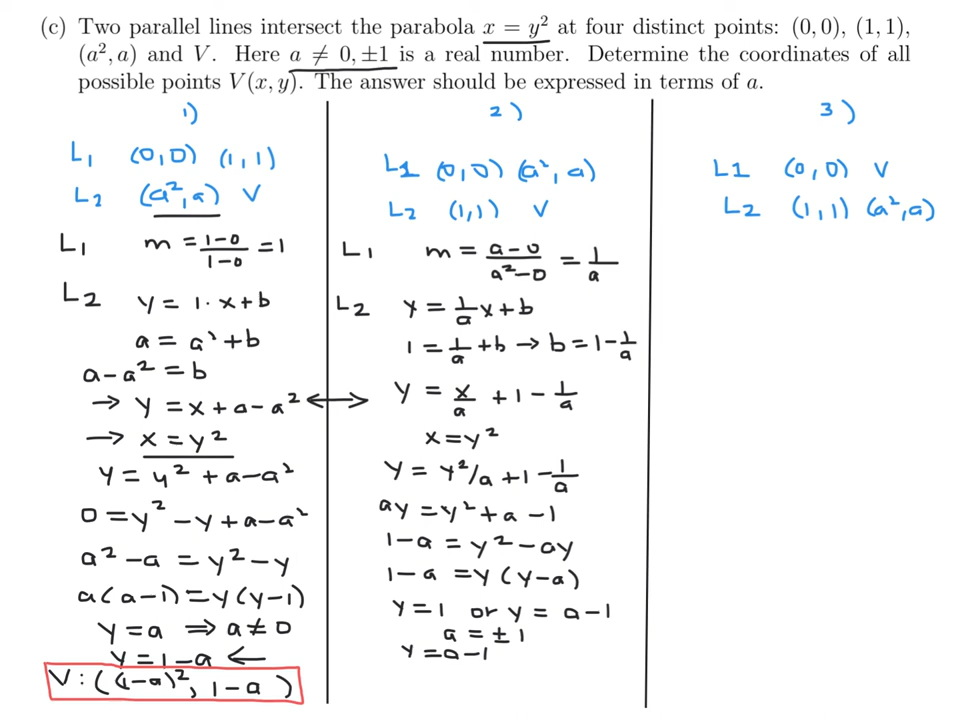 (c) Two parallel lines intersect the parabola x = y² at four distinct points: (0, 0), (1, 1),
(a², a) and V. Here a ≠ 0, ±1 is a real number. Determine the coordinates of all
possible points V(x, y). The answer should be expressed in terms of a.
1)
L₁ (0,0) (1,1)
L₂ (a², a) V
L₁ m = (1-0)/(1-0) = 1
L₂ y = 1·x+b
a = a²+b
a-a² = b
→ y = x+a-a² ↔
→ x = y²
y = y²+a-a²
0 = y²-y+a-a²
a²-a = y²-y
a(a-1) = y(y-1)
y = a ⇒ a≠0
y = 1-a ←
V: ((1-a)², 1-a)
2)
L1 (0,0) (a², a)
L₂ (1,1) V
L₁ m = (a-0)/(a²-0) = 1/a
L₂ y = 1/a x+b
1 = 1/a +b → b = 1-1/a
y = x/a + 1 - 1/a
x=y²
y = y²/a +1-1/a
ay = y²+a-1
1-a = y²-ay
1-a = y(y-a)
y=1 or y = a-1
a = ±1
y = a-1
3)
L1 (0,0) V
L2 (1,1) (a², a)